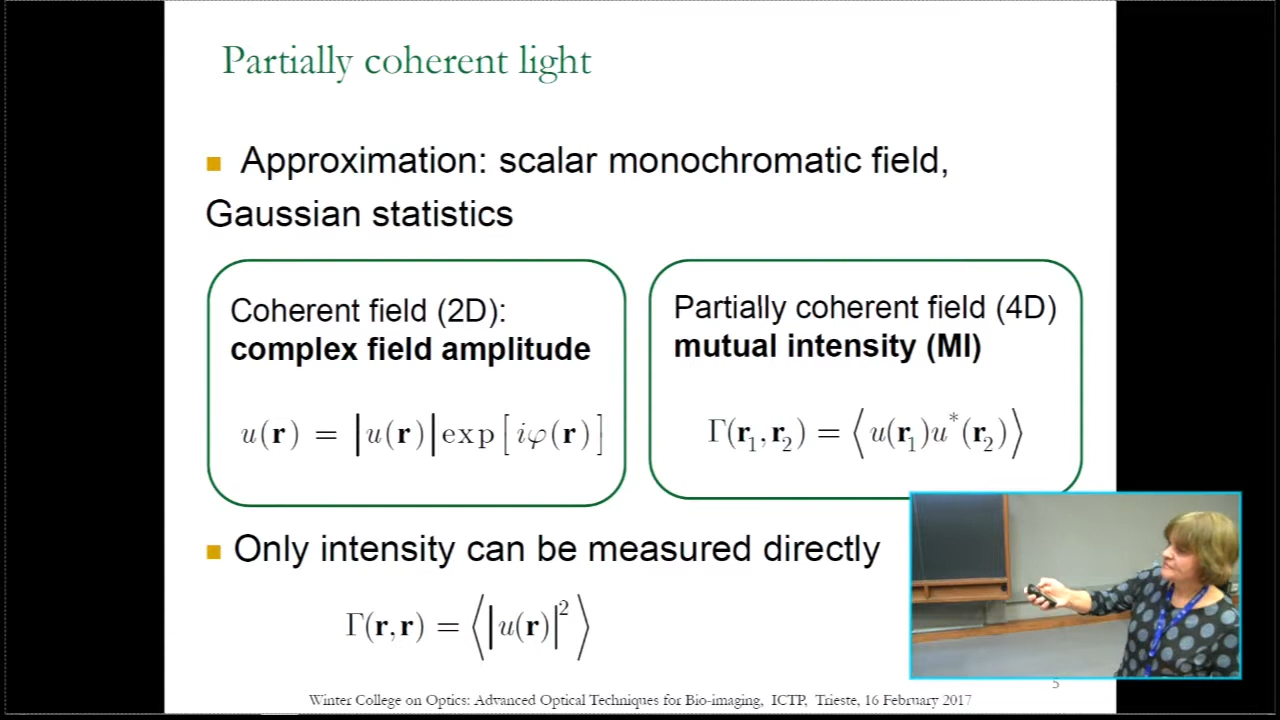 Partially coherent light
Approximation: scalar monochromatic field,
Gaussian statistics
Coherent field (2D):
complex field amplitude
u(r) = |u(r)| exp[iφ(r)]
Partially coherent field (4D)
mutual intensity (MI)
Γ(r₁,r₂) = ⟨u(r₁)u*(r₂)⟩
Only intensity can be measured directly
Γ(r,r) = ⟨|u(r)|²⟩
5
Winter College on Optics: Advanced Optical Techniques for Bio-imaging, ICTP, Trieste, 16 February 2017